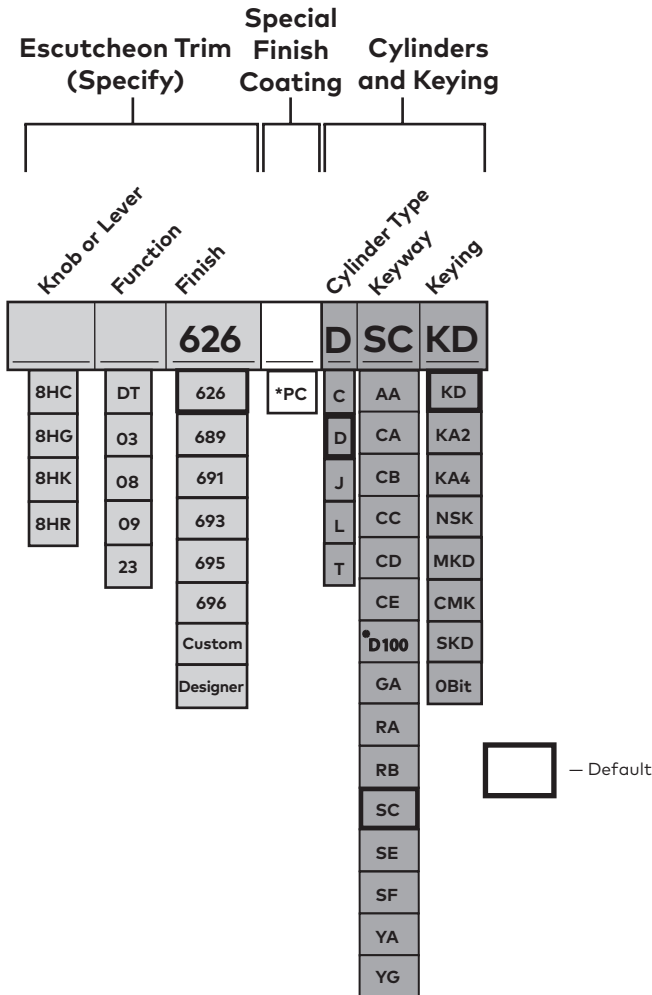 Escutcheon Trim
(Specify)
Special
Finish
Coating
Cylinders
and Keying
Knob or Lever
Function
Finish
Cylinder Type
Keyway
Keying
626 D SC KD
8HC
8HG
8HK
8HR
DT
03
08
09
23
626
689
691
693
695
696
Custom
Designer
*PC
C
D
J
L
T
AA
CA
CB
CC
CD
CE
•D100
GA
RA
RB
SC
SE
SF
YA
YG
KD
KA2
KA4
NSK
MKD
CMK
SKD
0Bit
— Default